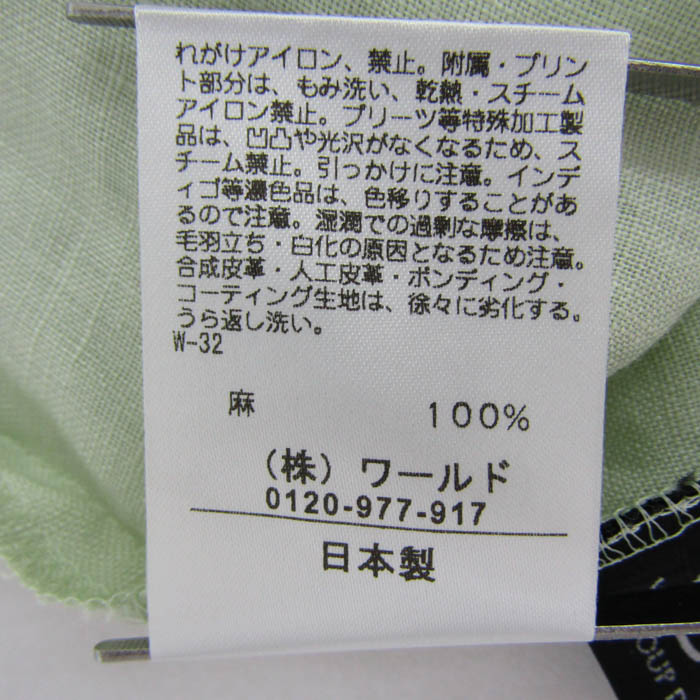 れがけアイロン、禁止。附属・プリン
ト部分は、もみ洗い、乾熱・スチーム
アイロン禁止。プリーツ等特殊加工製
品は、凹凸や光沢がなくなるため、ス
チーム禁止。引っかけに注意。インデ
ィゴ等濃色品は、色移りすることがあ
るので注意。湿潤での過剰な摩擦は、
毛羽立ち・白化の原因となるため注意。
合成皮革・人工皮革・ボンディング・
コーティング生地は、徐々に劣化する。
うら返し洗い。
W-32
麻 100%
(株) ワールド
0120-977-917
日本製